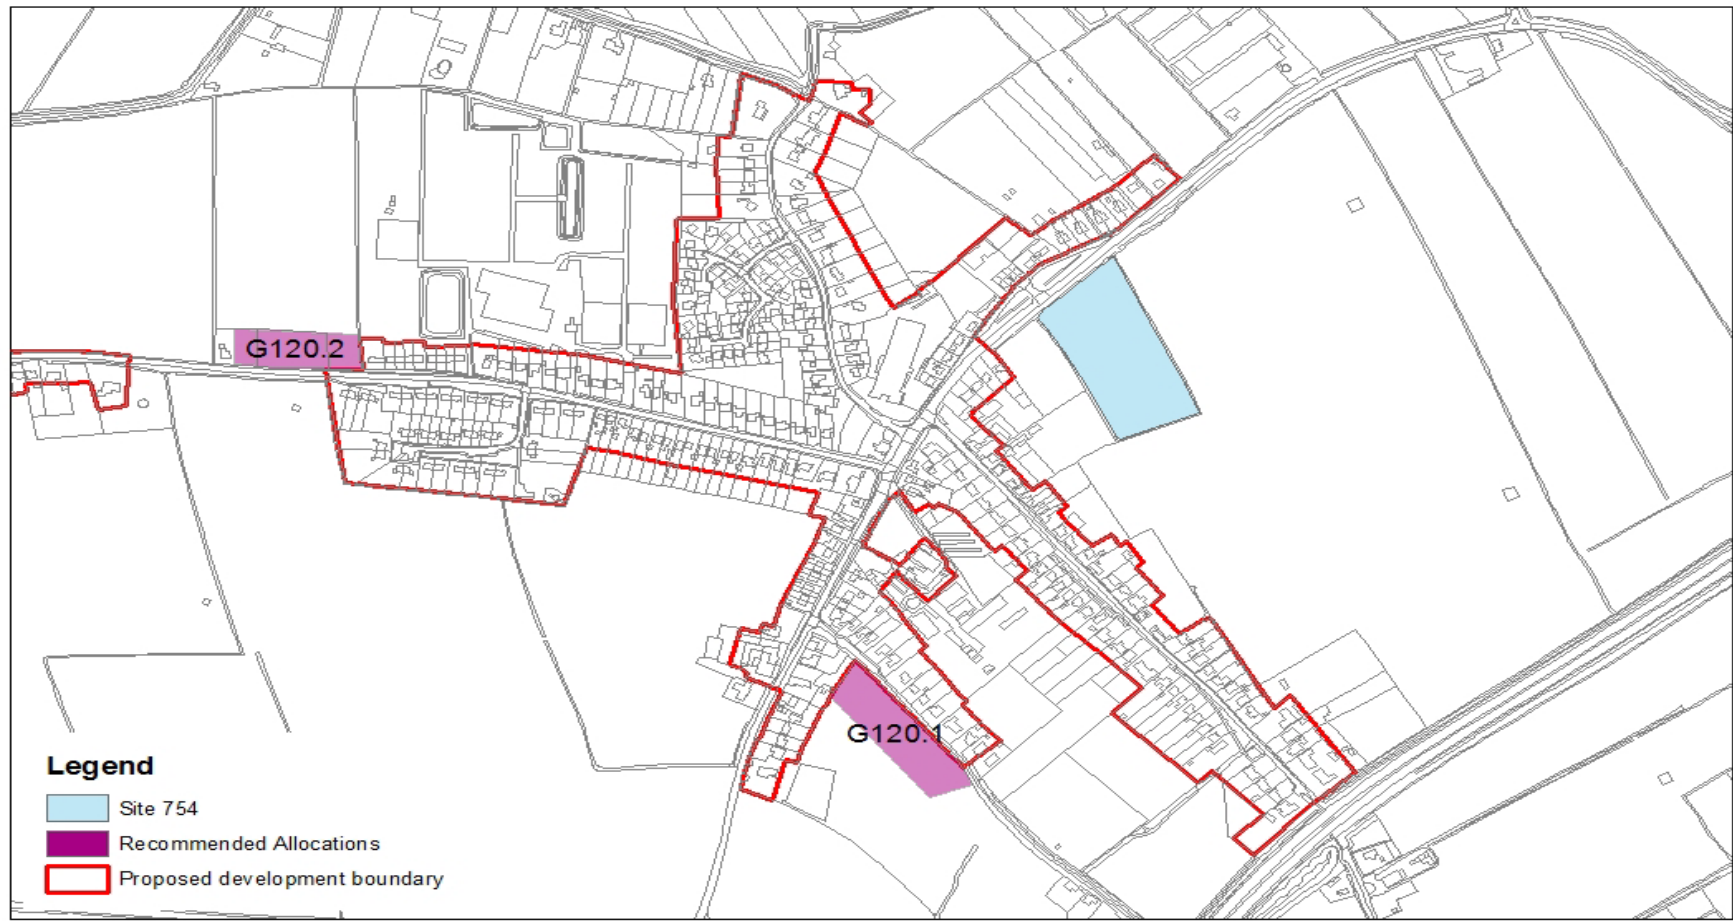 G120.2
G120.1
Legend
Site 754
Recommended Allocations
Proposed development boundary